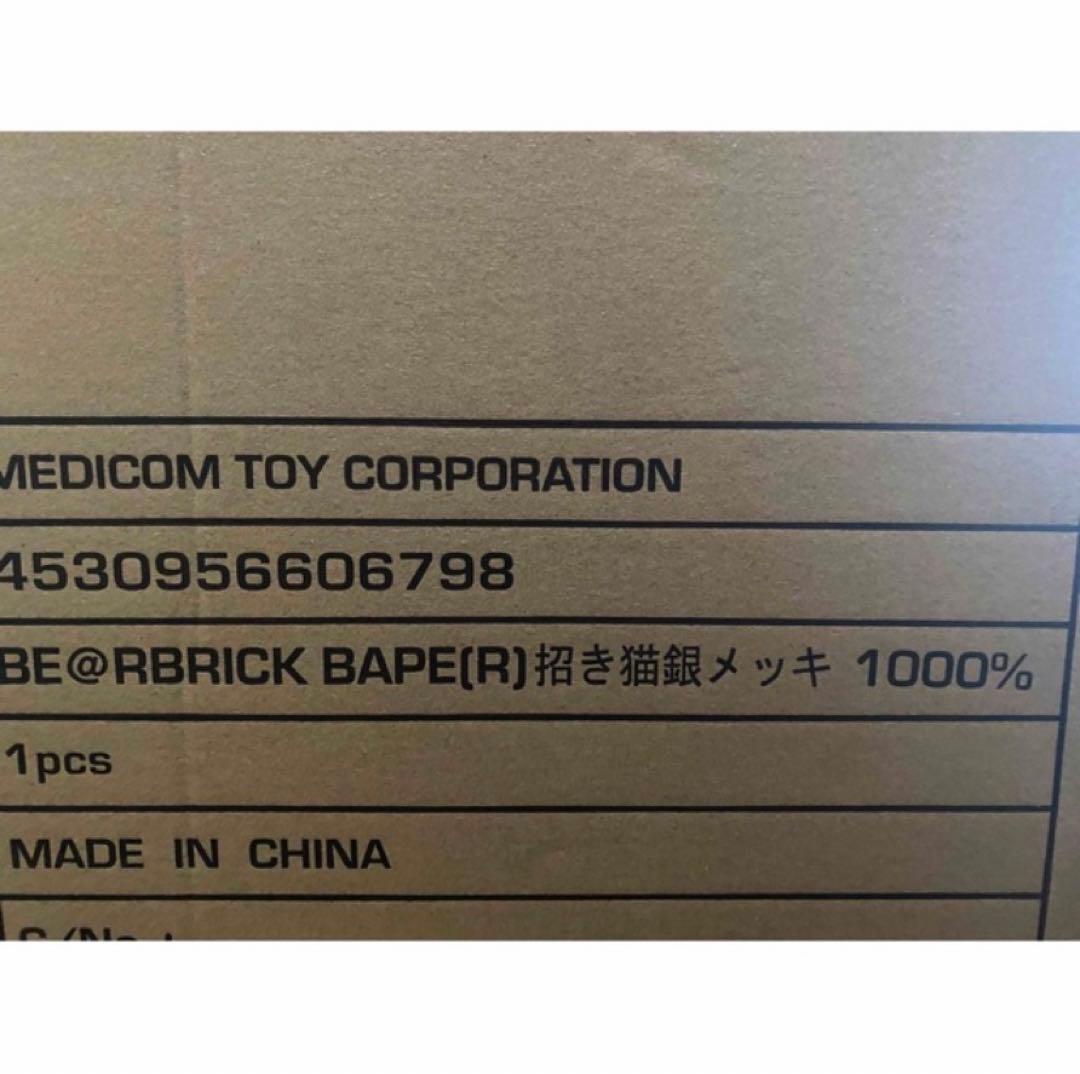 MEDICOM TOY CORPORATION
4530956606798
BE@RBRICK BAPE(R)招き猫銀メッキ 1000%
1pcs
MADE IN CHINA